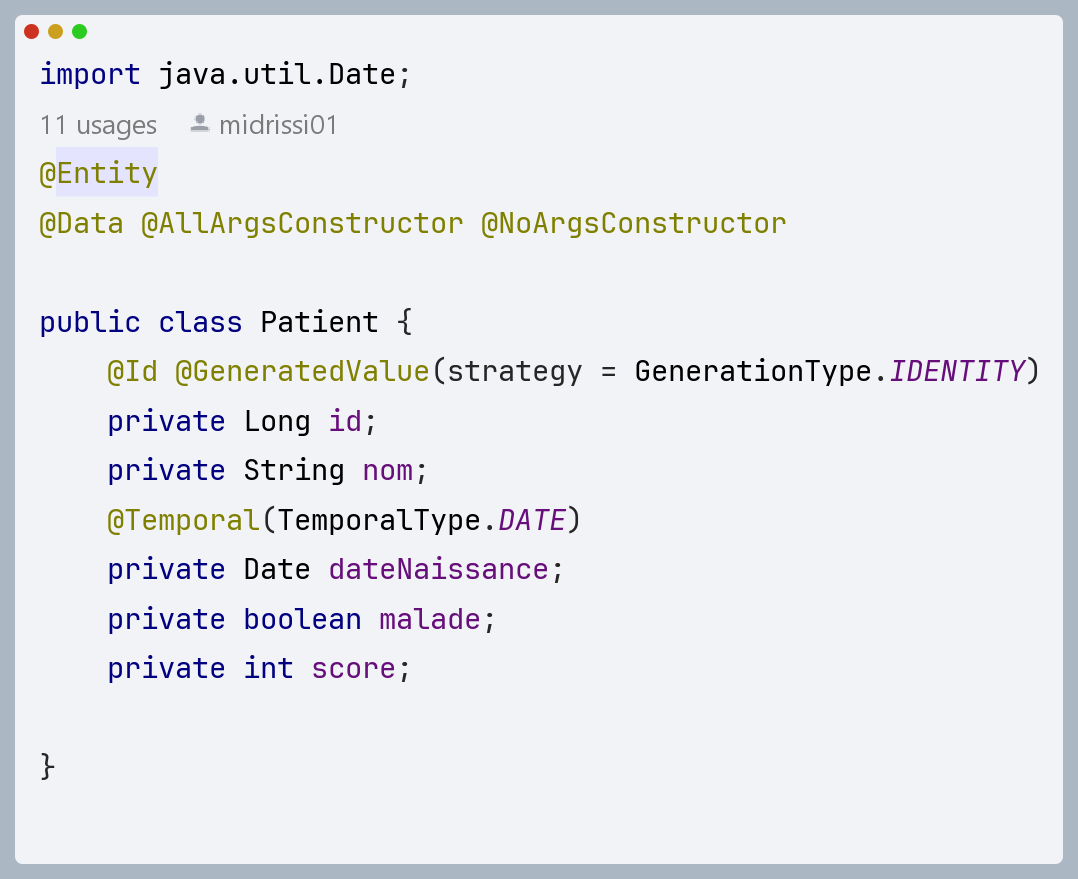 import java.util.Date;
11 usages midrissi01
@Entity
@Data @AllArgsConstructor @NoArgsConstructor
public class Patient {
@Id @GeneratedValue(strategy = GenerationType.IDENTITY)
private Long id;
private String nom;
@Temporal(TemporalType.DATE)
private Date dateNaissance;
private boolean malade;
private int score;
}